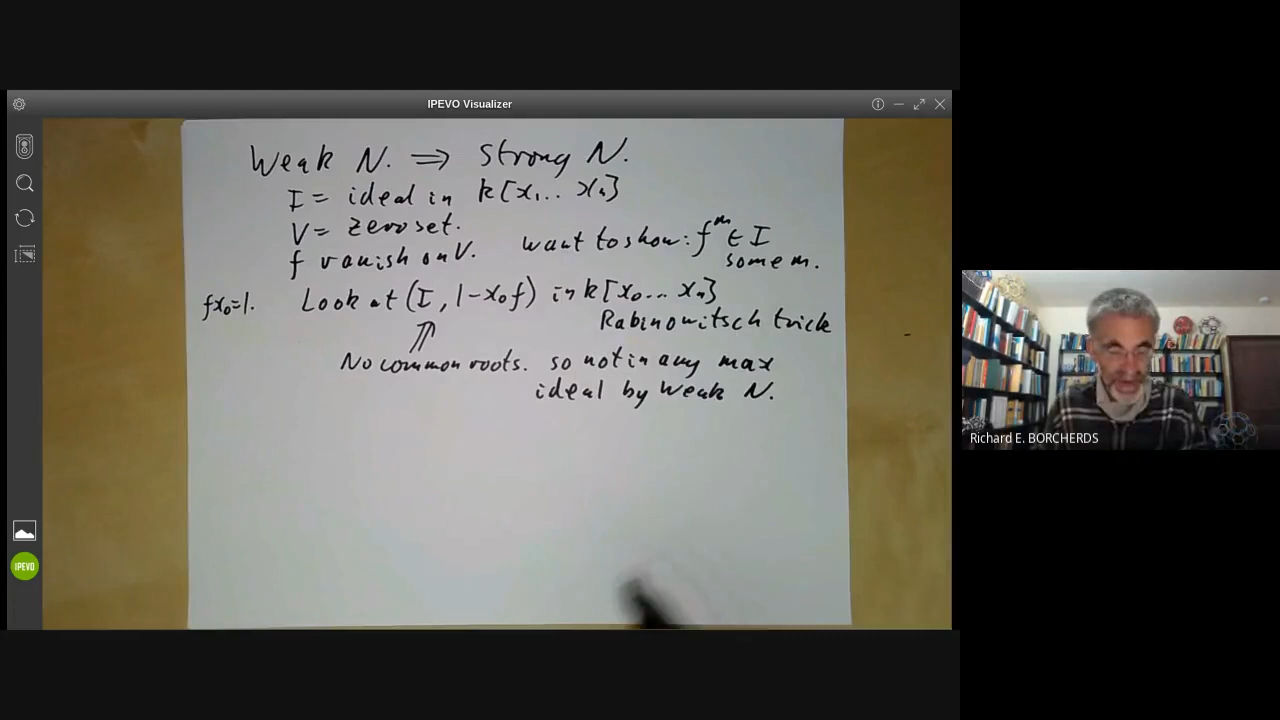 IPEVO Visualizer
Weak N. ⇒ Strong N.
I = ideal in k[x₁... xₙ]
V = zero set.
f vanish on V. want to show: fᵐ ∈ I
some m.
fx₀=1. Look at (I, 1-x₀f) in k[x₀... xₙ]
Rabinowitsch trick
⇑
No common roots. so not in any max
ideal by weak N.
IPEVO
Richard E. BORCHERDS